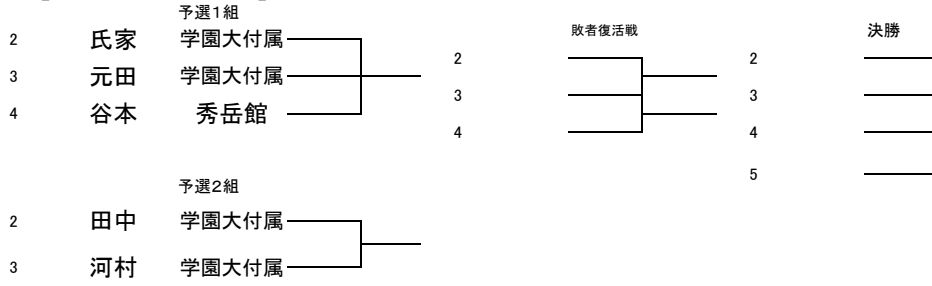 予選1組
2 氏家 学園大付属
3 元田 学園大付属
4 谷本 秀岳館
予選2組
2 田中 学園大付属
3 河村 学園大付属
敗者復活戦
2
3
4
決勝
2
3
4
5